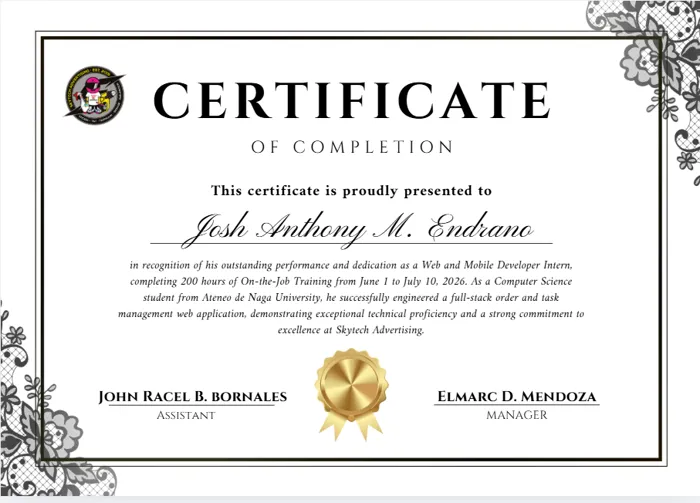 CERTIFICATE
OF COMPLETION
This certificate is proudly presented to
Josh Anthony M. Endrano
in recognition of his outstanding performance and dedication as a Web and Mobile Developer Intern,
completing 200 hours of On-the-Job Training from June 1 to July 10, 2026. As a Computer Science
student from Ateneo de Naga University, he successfully engineered a full-stack order and task
management web application, demonstrating exceptional technical proficiency and a strong commitment to
excellence at Skytech Advertising.
JOHN RACEL B. BORNALES
ASSISTANT
ELMARC D. MENDOZA
MANAGER